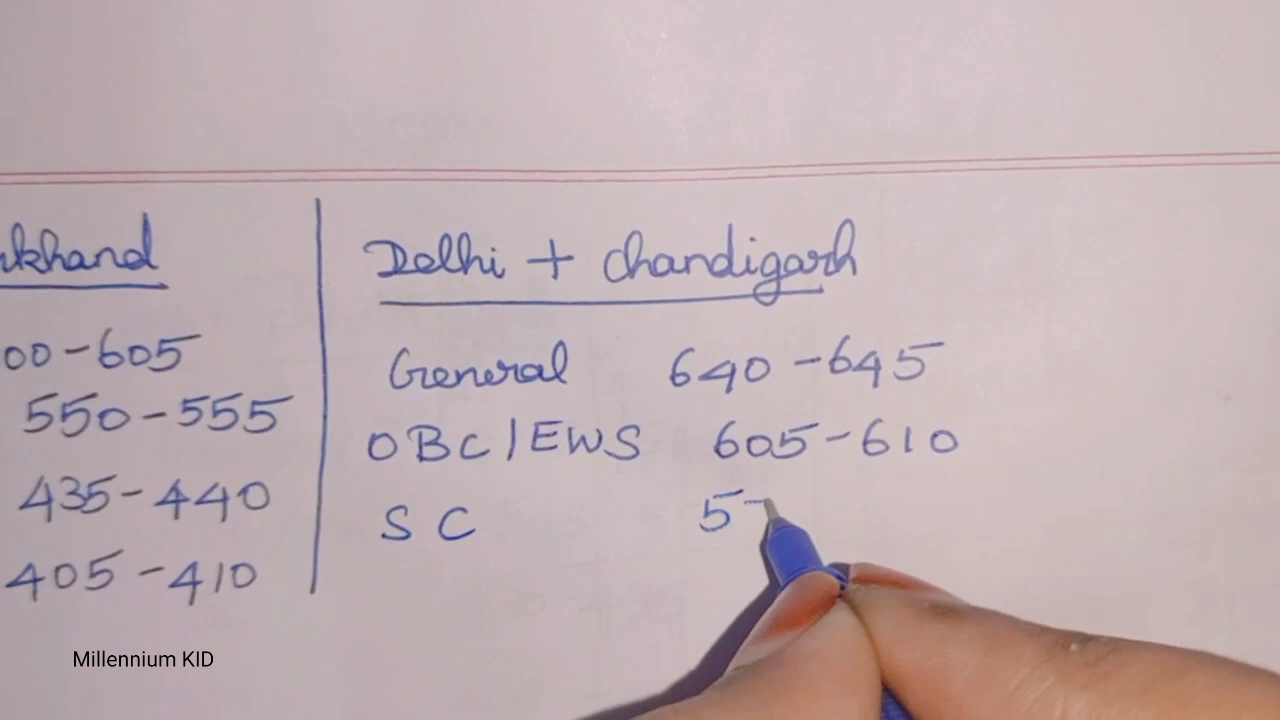 khand
00-605
550-555
435-440
405-410
Delhi + Chandigarh
General 640-645
OBC/EWS 605-610
SC 5
Millennium KID